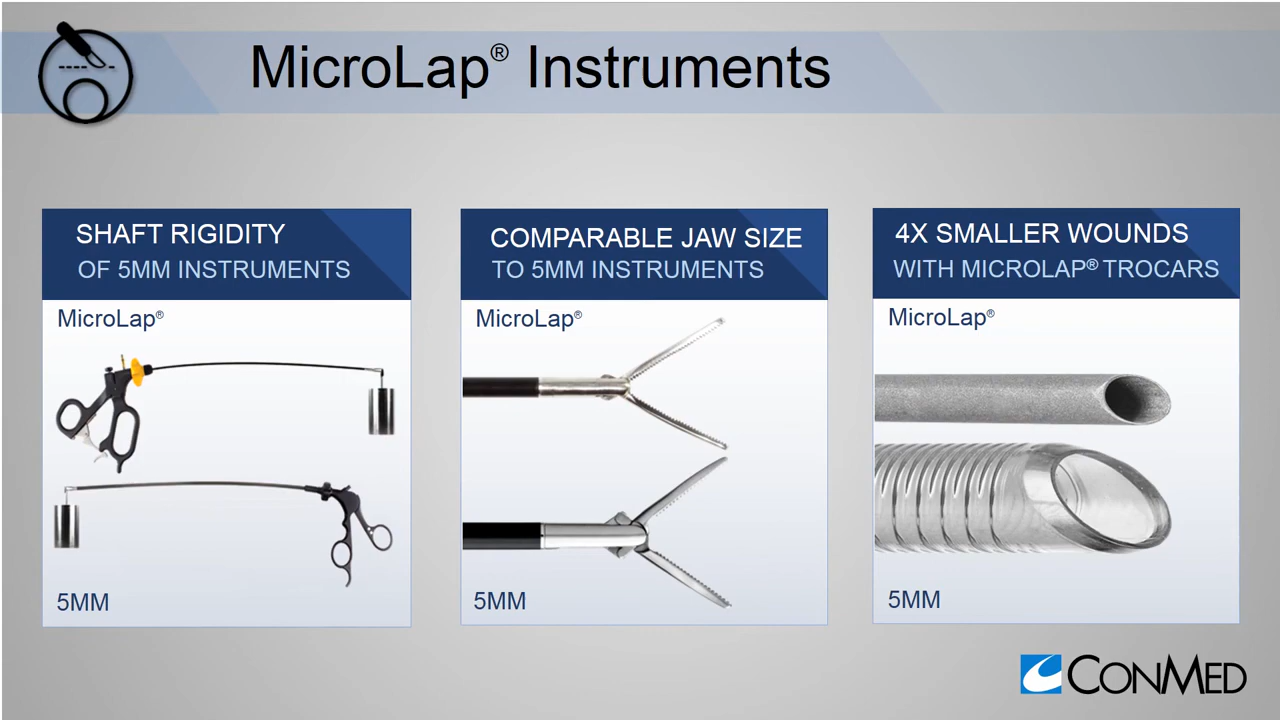 MicroLap® Instruments
SHAFT RIGIDITY
OF 5MM INSTRUMENTS
MicroLap®
5MM
COMPARABLE JAW SIZE
TO 5MM INSTRUMENTS
MicroLap®
5MM
4X SMALLER WOUNDS
WITH MICROLAP® TROCARS
MicroLap®
5MM
CONMED